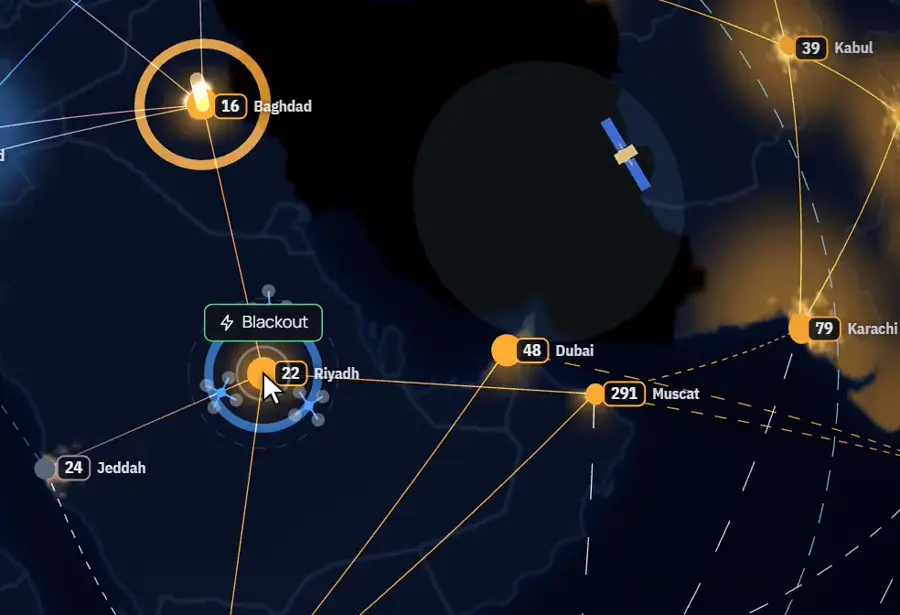 39 Kabul
16 Baghdad
d
Blackout
79 Karachi
48 Dubai
22 Riyadh
291 Muscat
24 Jeddah